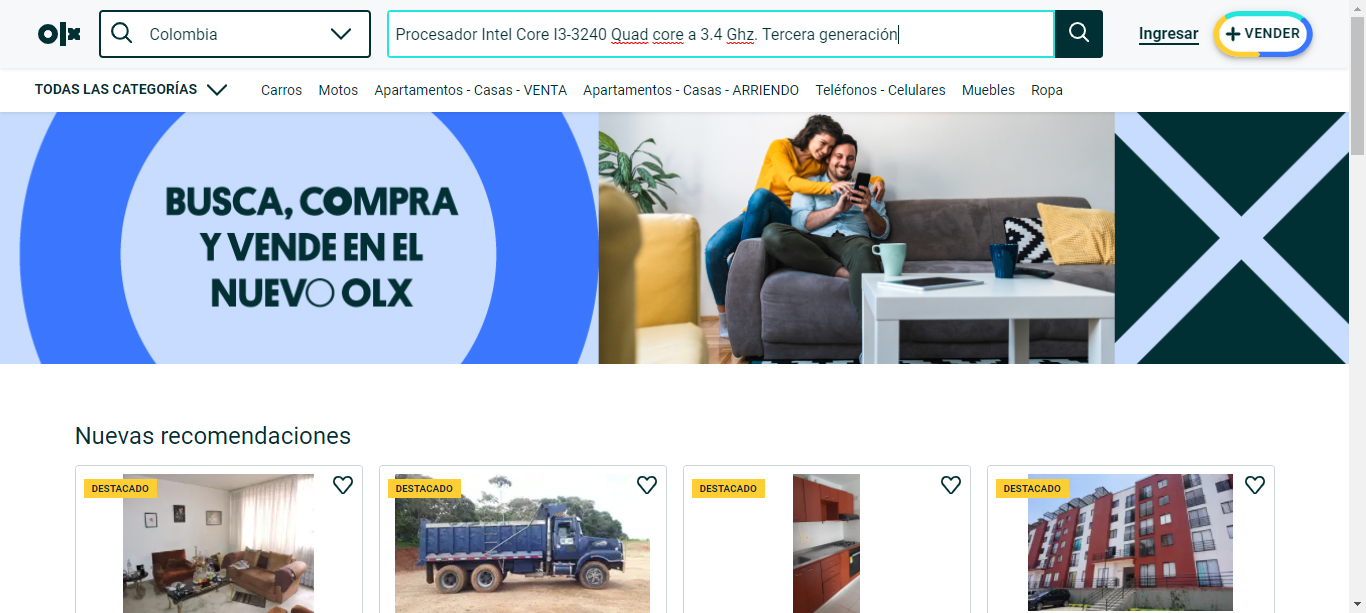 olx
Colombia
Procesador Intel Core I3-3240 Quad core a 3.4 Ghz. Tercera generación
Ingresar
VENDER
TODAS LAS CATEGORÍAS
Carros
Motos
Apartamentos - Casas - VENTA
Apartamentos - Casas - ARRIENDO
Teléfonos - Celulares
Muebles
Ropa
BUSCA, COMPRA
Y VENDE EN EL
NUEVO OLX
Nuevas recomendaciones
DESTACADO
DESTACADO
DESTACADO
DESTACADO